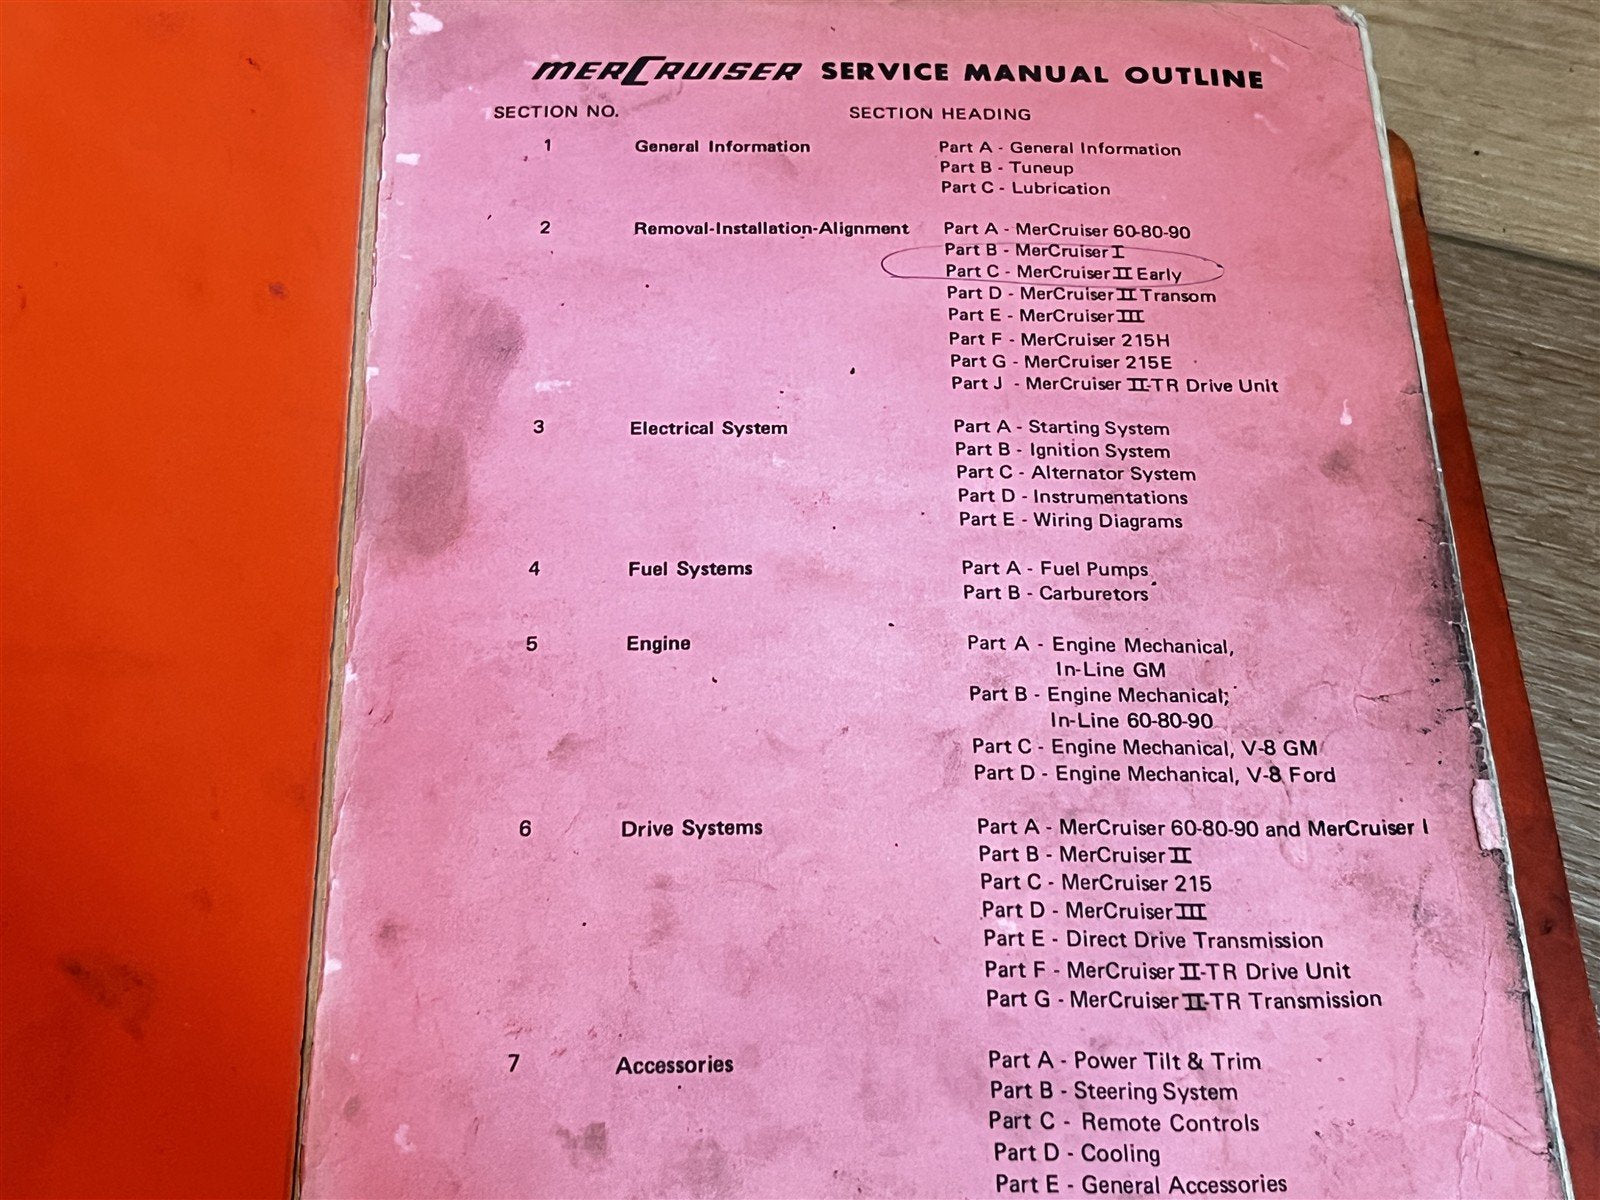 MERCRUISER SERVICE MANUAL OUTLINE
SECTION NO. SECTION HEADING
1 General Information Part A - General Information
Part B - Tuneup
Part C - Lubrication
2 Removal-Installation-Alignment Part A - MerCruiser 60-80-90
Part B - MerCruiser I
Part C - MerCruiser II Early
Part D - MerCruiser II Transom
Part E - MerCruiser III
Part F - MerCruiser 215H
Part G - MerCruiser 215E
Part J - MerCruiser II-TR Drive Unit
3 Electrical System Part A - Starting System
Part B - Ignition System
Part C - Alternator System
Part D - Instrumentations
Part E - Wiring Diagrams
4 Fuel Systems Part A - Fuel Pumps
Part B - Carburetors
5 Engine Part A - Engine Mechanical,
In-Line GM
Part B - Engine Mechanical;
In-Line 60-80-90
Part C - Engine Mechanical, V-8 GM
Part D - Engine Mechanical, V-8 Ford
6 Drive Systems Part A - MerCruiser 60-80-90 and MerCruiser I
Part B - MerCruiser II
Part C - MerCruiser 215
Part D - MerCruiser III
Part E - Direct Drive Transmission
Part F - MerCruiser II-TR Drive Unit
Part G - MerCruiser II-TR Transmission
7 Accessories Part A - Power Tilt & Trim
Part B - Steering System
Part C - Remote Controls
Part D - Cooling
Part E - General Accessories